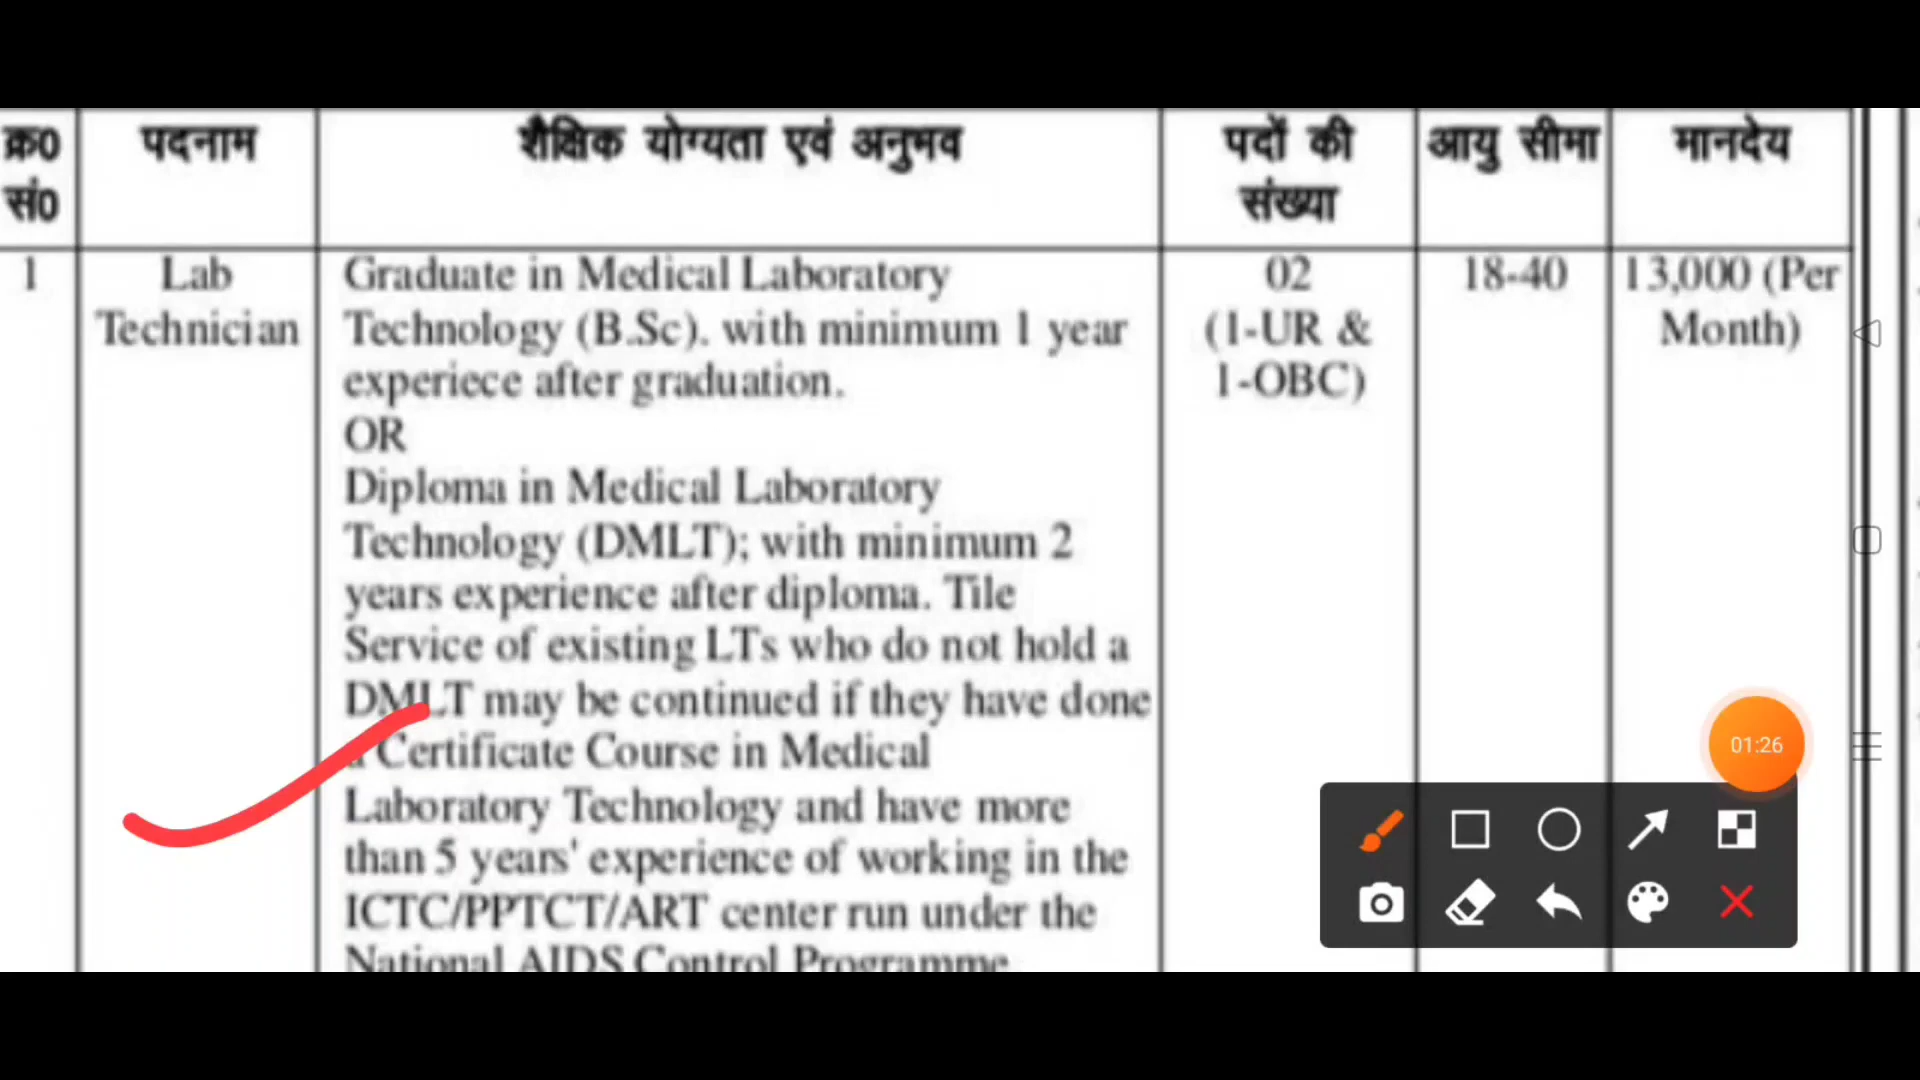 क्र0 पदनाम शैक्षिक योग्यता एवं अनुभव पदों की आयु सीमा मानदेय
सं0 संख्या
1 Lab Graduate in Medical Laboratory 02 18-40 13,000 (Per
Technician Technology (B.Sc). with minimum 1 year (1-UR & Month)
experiece after graduation. 1-OBC)
OR
Diploma in Medical Laboratory
Technology (DMLT); with minimum 2
years experience after diploma. Tile
Service of existing LTs who do not hold a
DMLT may be continued if they have done
a Certificate Course in Medical
Laboratory Technology and have more
than 5 years' experience of working in the
ICTC/PPTCT/ART center run under the
National AIDS Control Programme
01:26